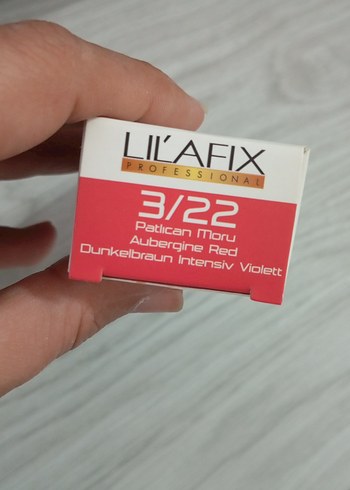 LIL'AFIX
PROFESSIONAL
3/22
Patlıcan Moru
Aubergine Red
Dunkelbraun Intensiv Violett